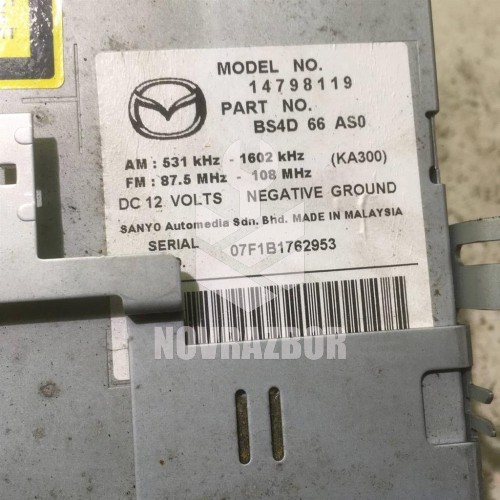 MODEL NO.
14798119
PART NO.
BS4D 66 AS0
AM : 531 kHz - 1602 kHz (KA300)
FM : 87.5 MHz - 108 MHz
DC 12 VOLTS NEGATIVE GROUND
SANYO Automedia Sdn. Bhd. MADE IN MALAYSIA
SERIAL 07F1B1762953
NOVRAZBOR